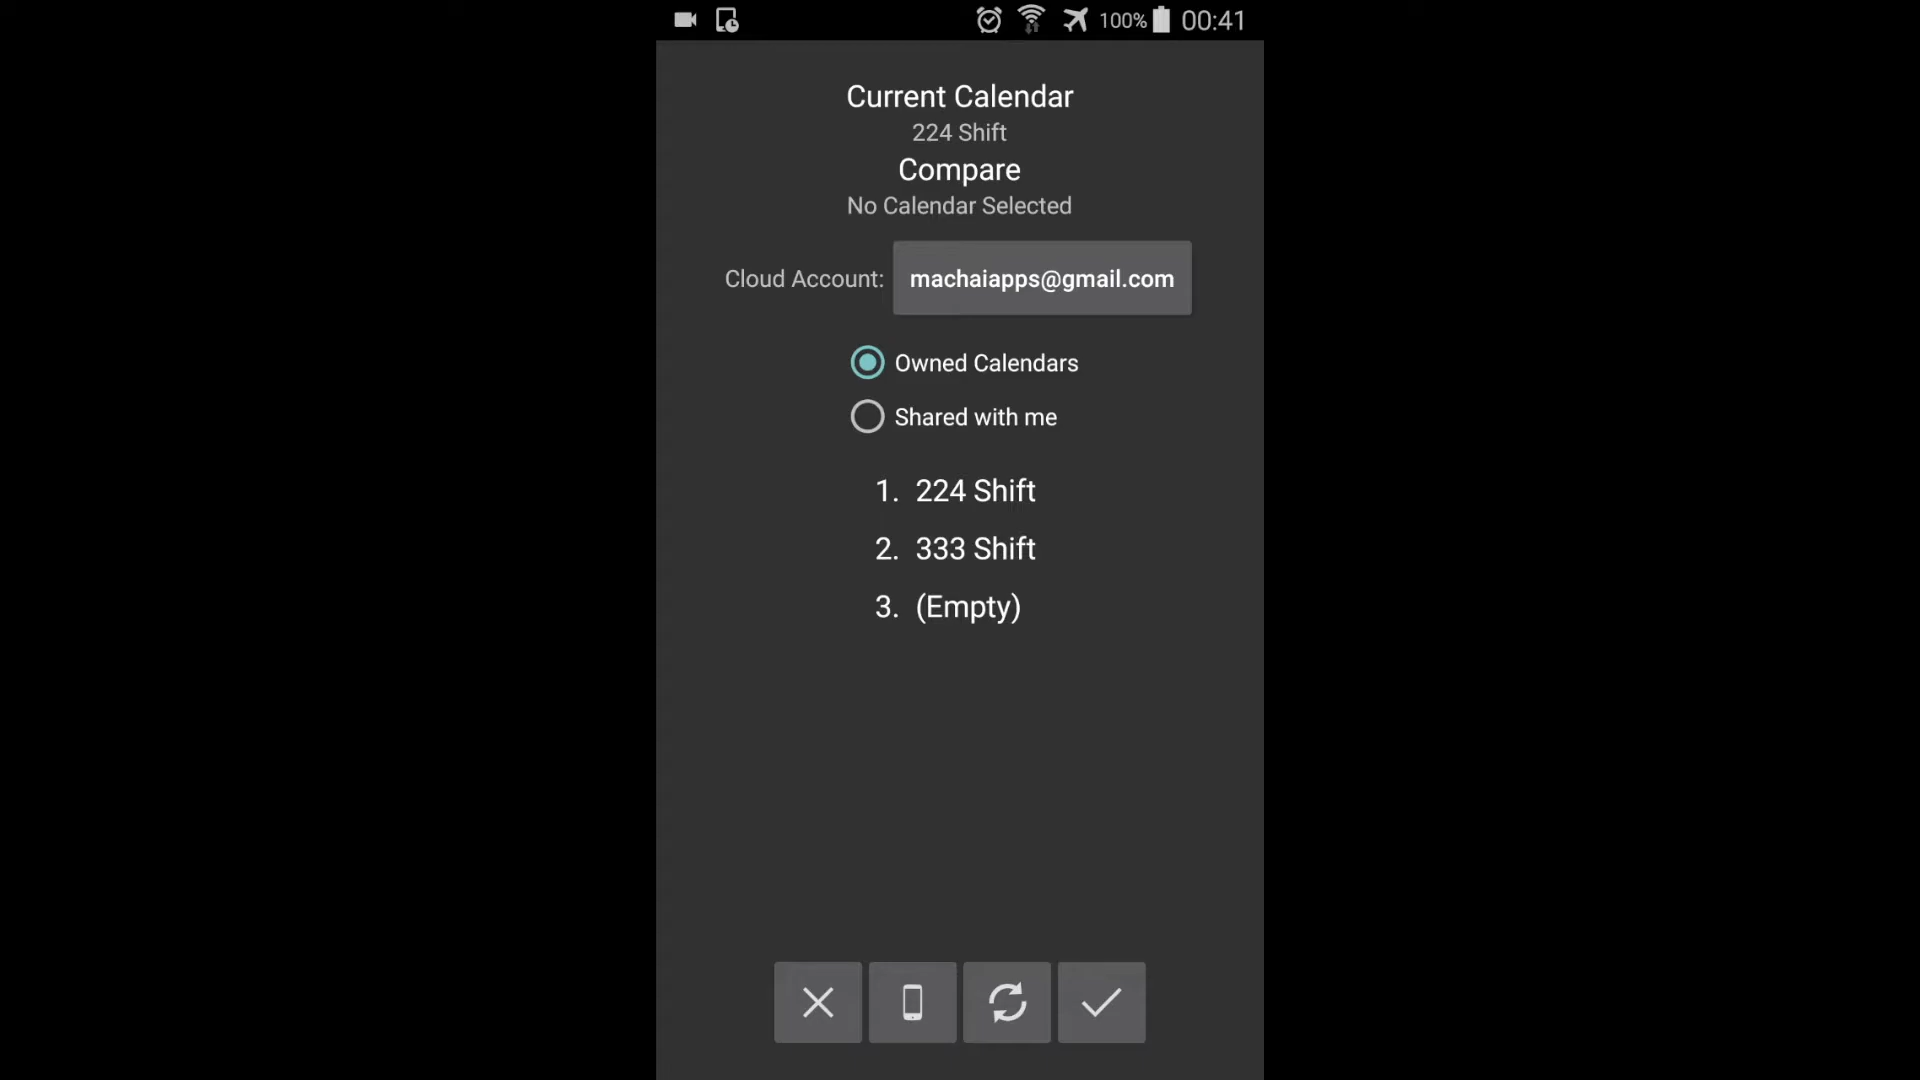 100% 00:41
Current Calendar
224 Shift
Compare
No Calendar Selected
Cloud Account: machaiapps@gmail.com
Owned Calendars
Shared with me
1. 224 Shift
2. 333 Shift
3. (Empty)